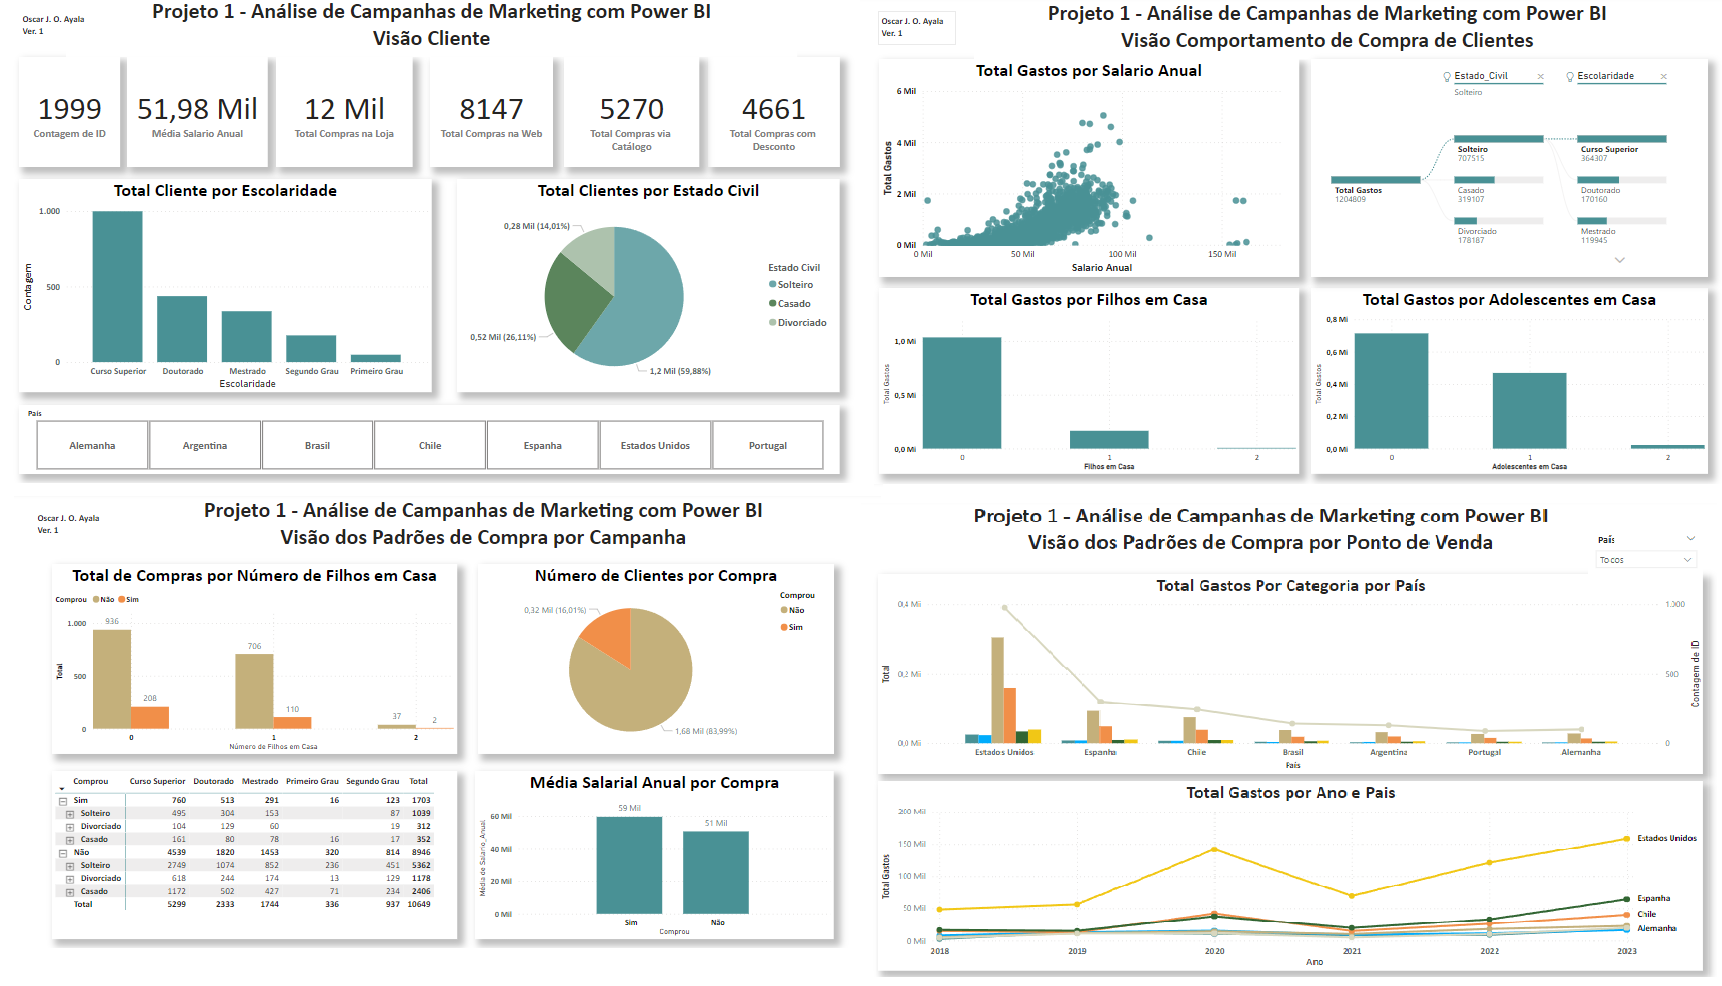 Oscar J. O. Ayala
Ver. 1
Projeto 1 - Análise de Campanhas de Marketing com Power BI
Visão Cliente
1999
Contagem de ID
51,98 Mil
Média Salario Anual
12 Mil
Total Compras na Loja
8147
Total Compras na Web
5270
Total Compras via
Catálogo
4661
Total Compras com
Desconto
Total Cliente por Escolaridade
Contagem
1.000
500
0
Curso Superior Doutorado Mestrado Segundo Grau Primeiro Grau
Escolaridade
Total Clientes por Estado Civil
0,28 Mil (14,01%)
0,52 Mil (26,11%)
1,2 Mil (59,88%)
Estado Civil
Solteiro
Casado
Divorciado
País
Alemanha Argentina Brasil Chile Espanha Estados Unidos Portugal
Oscar J. O. Ayala
Ver. 1
Projeto 1 - Análise de Campanhas de Marketing com Power BI
Visão Comportamento de Compra de Clientes
Total Gastos por Salario Anual
Total Gastos
6 Mil
4 Mil
2 Mil
0 Mil
0 Mil 50 Mil 100 Mil 150 Mil
Salario Anual
Estado_Civil
Solteiro
Escolaridade
Total Gastos
1204809
Solteiro
707515
Casado
319107
Divorciado
178187
Curso Superior
364307
Doutorado
170160
Mestrado
119945
Total Gastos por Filhos em Casa
Total Gastos
1,0 Mi
0,5 Mi
0,0 Mi
0 1 2
Filhos em Casa
Total Gastos por Adolescentes em Casa
Total Gastos
0,8 Mi
0,6 Mi
0,4 Mi
0,2 Mi
0,0 Mi
0 1 2
Adolescentes em Casa
Oscar J. O. Ayala
Ver. 1
Projeto 1 - Análise de Campanhas de Marketing com Power BI
Visão dos Padrões de Compra por Campanha
Total de Compras por Número de Filhos em Casa
Comprou Não Sim
Total
1.000
500
0
936
208
706
110
37
2
0 1 2
Número de Filhos em Casa
Número de Clientes por Compra
0,32 Mil (16,01%)
1,68 Mil (83,99%)
Comprou
Não
Sim
Comprou Curso Superior Doutorado Mestrado Primeiro Grau Segundo Grau Total
Sim 760 513 291 16 123 1703
Solteiro 495 304 153 87 1039
Divorciado 104 129 60 19 312
Casado 161 80 78 16 17 352
Não 4539 1820 1453 320 814 8946
Solteiro 2749 1074 852 236 451 5362
Divorciado 618 244 174 13 129 1178
Casado 1172 502 427 71 234 2406
Total 5299 2333 1744 336 937 10649
Média Salarial Anual por Compra
Média de Salario_Anual
60 Mil
40 Mil
20 Mil
0 Mil
59 Mil
51 Mil
Sim Não
Comprou
Projeto 1 - Análise de Campanhas de Marketing com Power BI
Visão dos Padrões de Compra por Ponto de Venda
País
Todos
Total Gastos Por Categoria por País
Total
0,4 Mi
0,2 Mi
0,0 Mi
1.000
500
0
Contagem de ID
Estados Unidos Espanha Chile Brasil Argentina Portugal Alemanha
País
Total Gastos por Ano e Pais
Total Gastos
200 Mil
150 Mil
100 Mil
50 Mil
0 Mil
Estados Unidos
Espanha
Chile
Alemanha
2018 2019 2020 2021 2022 2023
Ano